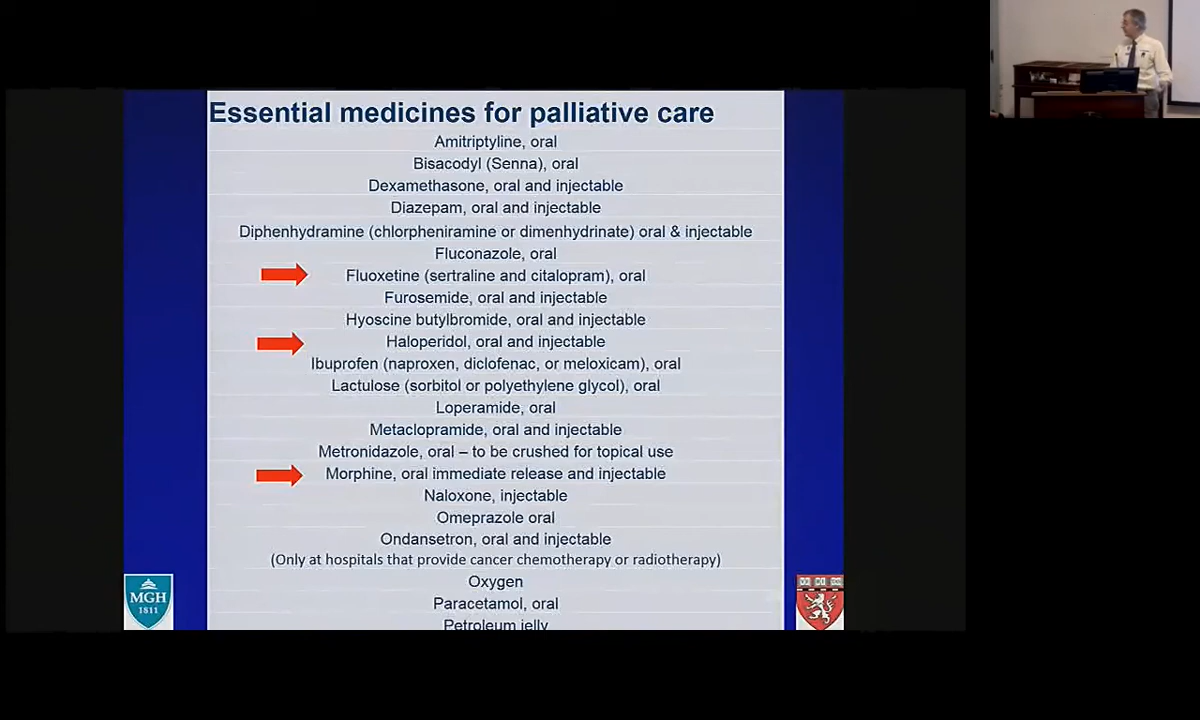 Essential medicines for palliative care
Amitriptyline, oral
Bisacodyl (Senna), oral
Dexamethasone, oral and injectable
Diazepam, oral and injectable
Diphenhydramine (chlorpheniramine or dimenhydrinate) oral & injectable
Fluconazole, oral
Fluoxetine (sertraline and citalopram), oral
Furosemide, oral and injectable
Hyoscine butylbromide, oral and injectable
Haloperidol, oral and injectable
Ibuprofen (naproxen, diclofenac, or meloxicam), oral
Lactulose (sorbitol or polyethylene glycol), oral
Loperamide, oral
Metaclopramide, oral and injectable
Metronidazole, oral – to be crushed for topical use
Morphine, oral immediate release and injectable
Naloxone, injectable
Omeprazole oral
Ondansetron, oral and injectable
(Only at hospitals that provide cancer chemotherapy or radiotherapy)
Oxygen
Paracetamol, oral
Petroleum jelly
MGH
1811